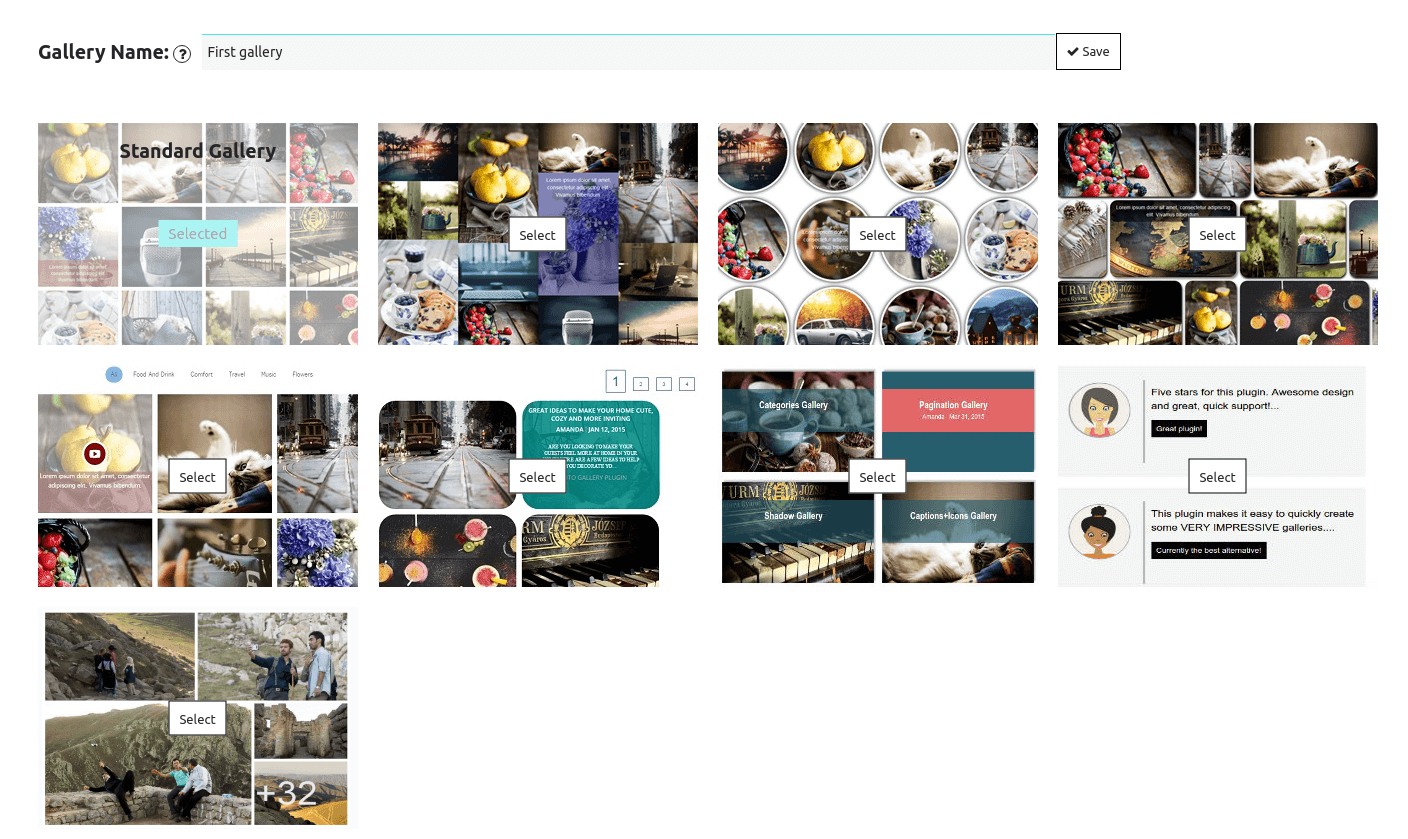 Gallery Name: ?
First gallery
Save
Standard Gallery
Selected
Lorem ipsum dolor sit amet,
Lorem ipsum dolor sit amet,
consectetur adipiscing elit.
Vivamus bibendum.
Select
Select
Lorem ipsum dolor sit amet, consectetur adipiscing
elit. Vivamus bibendum.
Select
All
Food And Drink
Comfort
Travel
Music
Flowers
Lorem ipsum dolor sit amet, consectetur
adipiscing elit. Vivamus bibendum.
Select
1 2 3 4
GREAT IDEAS TO MAKE YOUR HOME CUTE,
COZY AND MORE INVITING
AMANDA | JAN 12, 2015
ARE YOU LOOKING TO MAKE YOUR
GUESTS FEEL MORE AT HOME IN YOUR
ARE A FEW IDEAS TO HELP
YOU DECORATE YO
TO GALLERY PLUGIN
Select
Categories Gallery
Pagination Gallery
Amanda - Mar 31, 2015
Select
Shadow Gallery
Captions+Icons Gallery
Five stars for this plugin. Awesome design
and great, quick support!...
Great plugin!
Select
This plugin makes it easy to quickly create
some VERY IMPRESSIVE galleries....
Currently the best alternative!
Select
+32